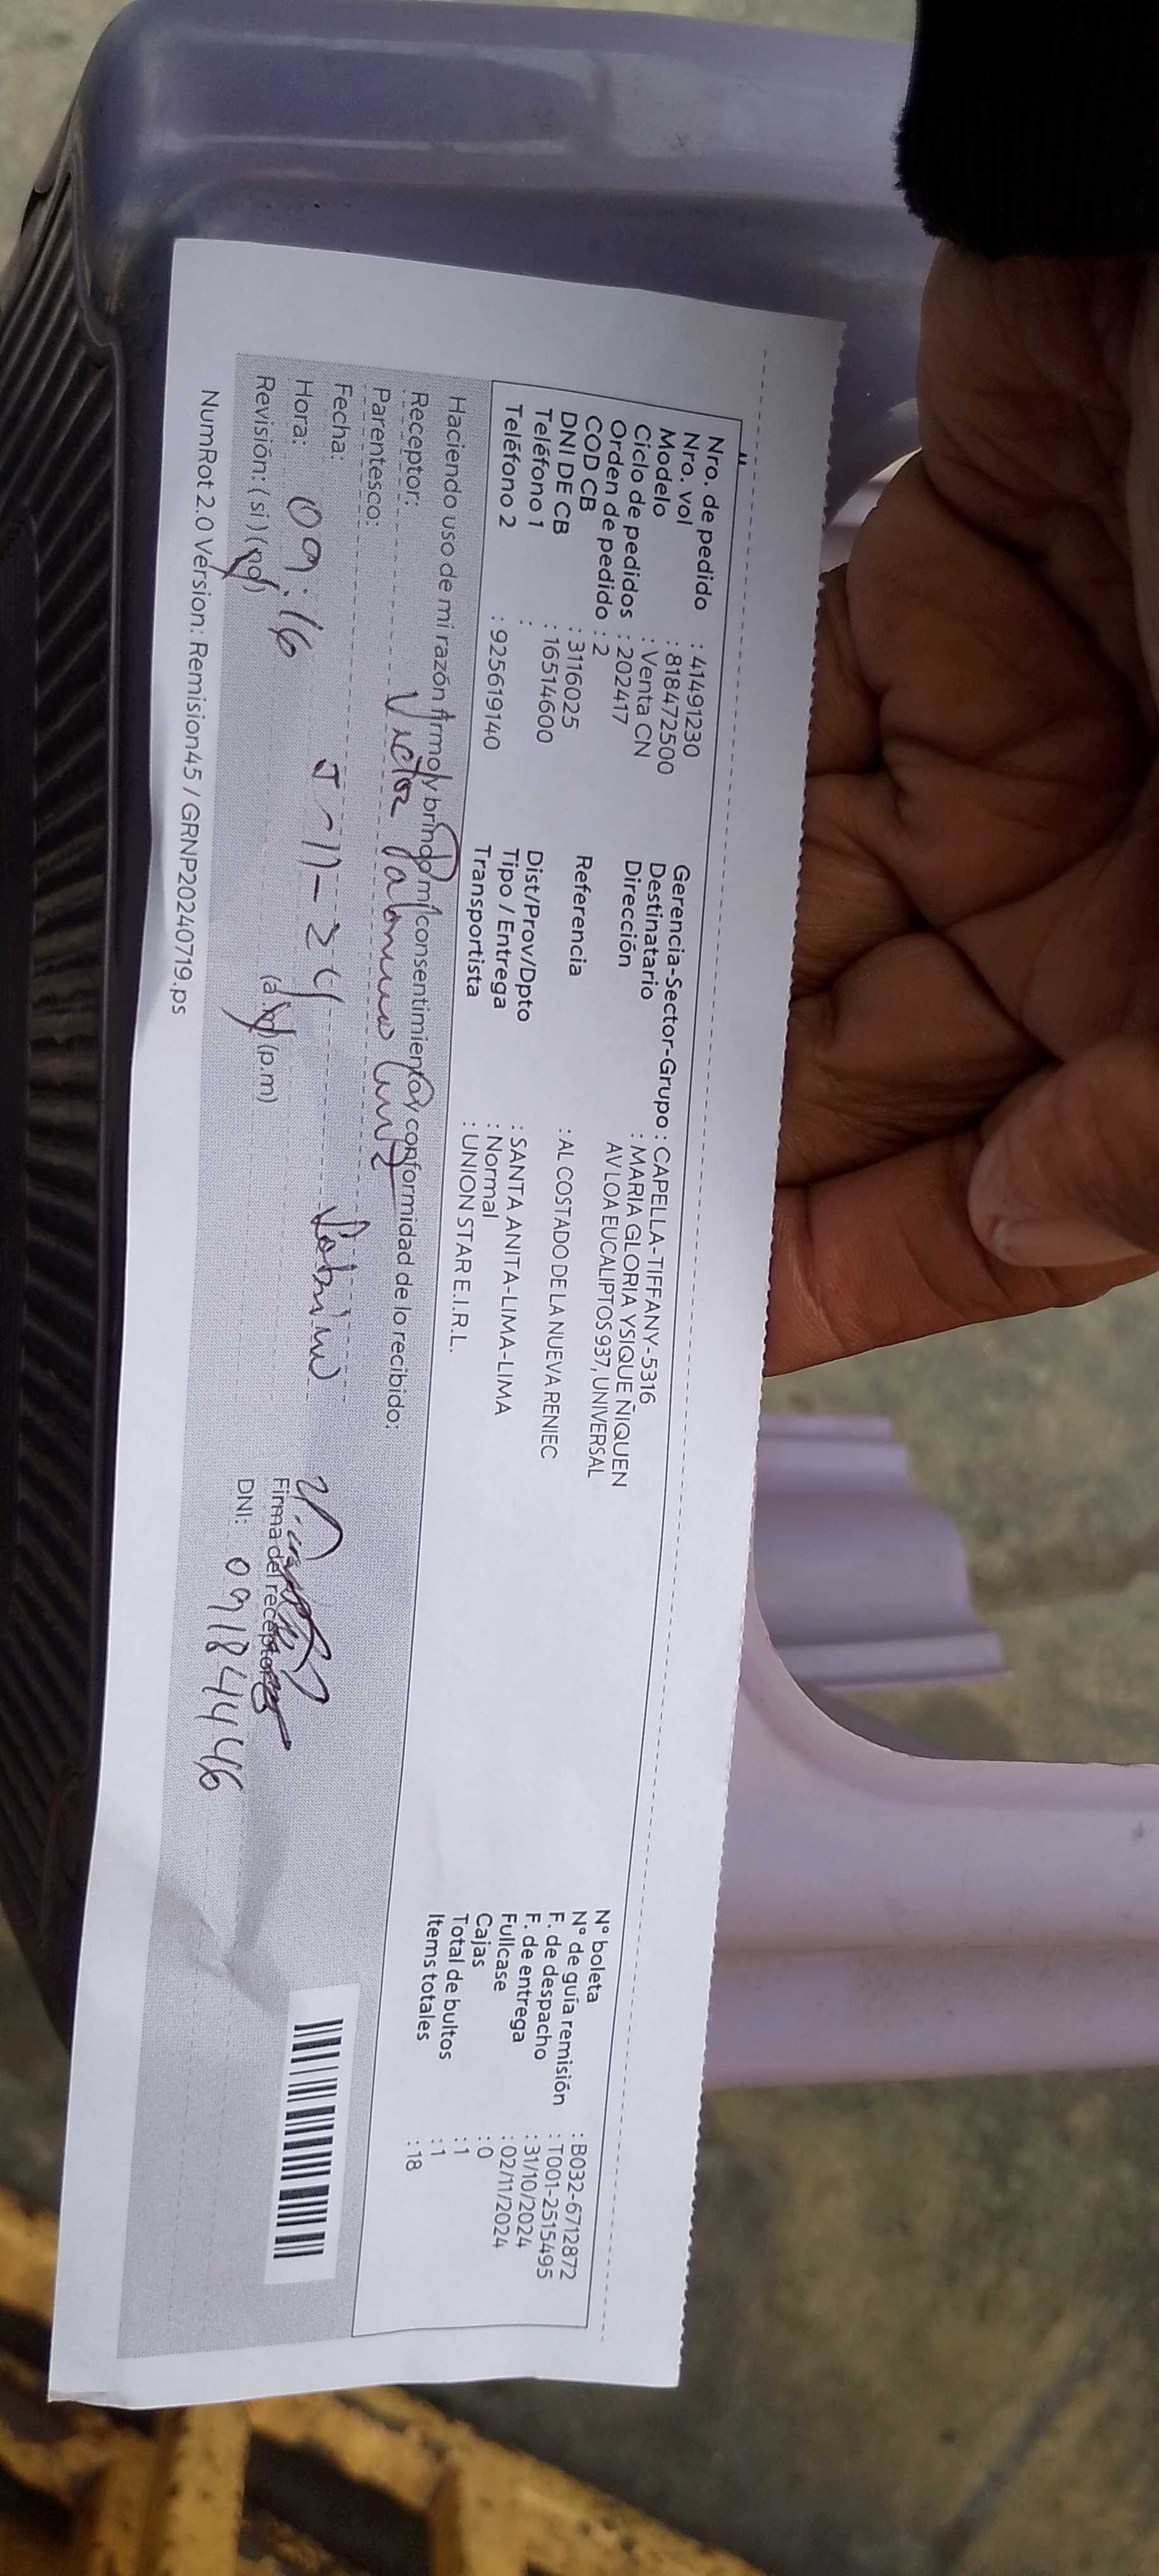 Nro. de pedido : 41491230
Nro. vol : 818472500
Modelo : Venta CN
Ciclo de pedidos : 202417
Orden de pedido : 2
COD CB : 3116025
DNI DE CB : 16514600
Teléfono 1 :
Teléfono 2 : 925619140
Gerencia-Sector-Grupo : CAPELLA-TIFFANY-5316
Destinatario : MARIA GLORIA YSIQUE ÑIQUEN
Dirección AV LOA EUCALIPTOS 937, UNIVERSAL
Referencia : AL COSTADO DE LA NUEVA RENIEC
Dist/Prov/Dpto : SANTA ANITA-LIMA-LIMA
Tipo / Entrega : Normal
Transportista : UNION STAR E.I.R.L.
N° boleta : B032-6712872
N° de guía remisión : T001-2515495
F. de despacho : 31/10/2024
F. de entrega : 02/11/2024
Fullcase : 0
Cajas : 1
Total de bultos : 1
Items totales : 18
Haciendo uso de mi razón firmo y brindo mi consentimiento y conformidad de lo recibido:
Receptor: Victor
Parentesco:
Fecha:
Hora: 09:16 (a.m) (p.m)
Revisión: (si) (no)
Firma del receptor
DNI: 09184446
NumRot 2.0 Version: Remision45 / GRNP20240719.ps